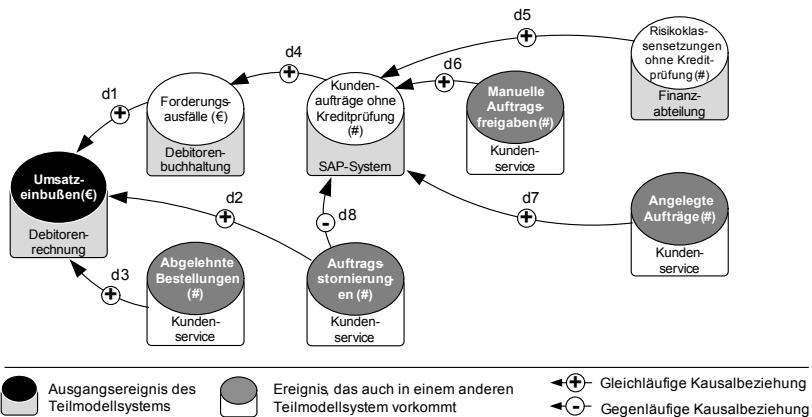 d5
d4
d6
d1
Forderungs-
ausfälle (€)
Debitoren-
buchhaltung
Kunden-
aufträge ohne
Kreditprüfung
(#)
SAP-System
Manuelle
Auftrags-
freigaben(#)
Kunden-
service
Risikoklas-
sensetzungen
ohne Kredit-
prüfung (#)
Finanz-
abteilung
Umsatz-
einbußen(€)
Debitoren-
rechnung
d2
d8
d7
d3
Abgelehnte
Bestellungen
(#)
Kunden-
service
Auftrags-
stornierung-
en (#)
Kunden-
service
Angelegte
Aufträge(#)
Kunden-
service
Ausgangsereignis des
Teilmodellsystems
Ereignis, das auch in einem anderen
Teilmodellsystem vorkommt
Gleichläufige Kausalbeziehung
Gegenläufige Kausalbeziehung